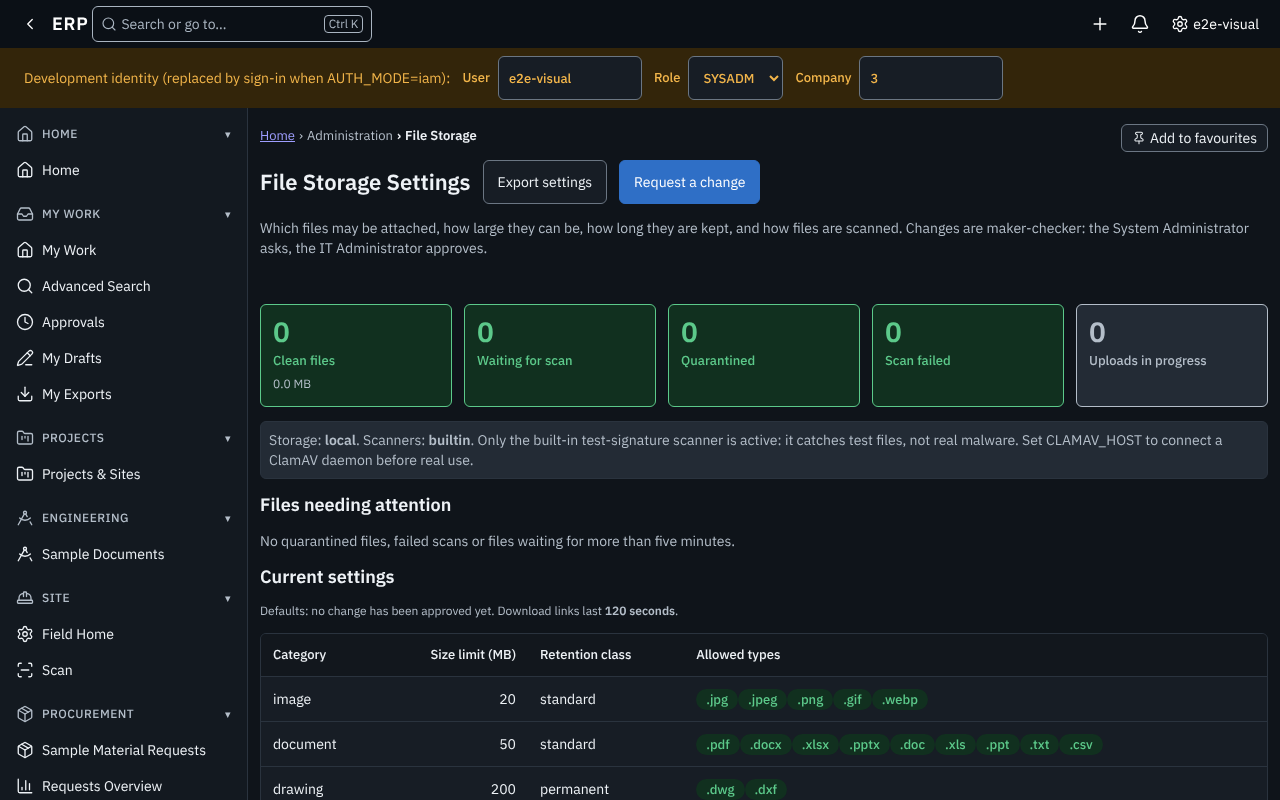 ERP
Search or go to...
Ctrl K
e2e-visual
Development identity (replaced by sign-in when AUTH_MODE=iam):
User
e2e-visual
Role
SYSADM
Company
3
HOME
Home
MY WORK
My Work
Advanced Search
Approvals
My Drafts
My Exports
PROJECTS
Projects & Sites
ENGINEERING
Sample Documents
SITE
Field Home
Scan
PROCUREMENT
Sample Material Requests
Requests Overview
Home › Administration › File Storage
Add to favourites
File Storage Settings
Export settings
Request a change
Which files may be attached, how large they can be, how long they are kept, and how files are scanned. Changes are maker-checker: the System Administrator
asks, the IT Administrator approves.
0
Clean files
0.0 MB
0
Waiting for scan
0
Quarantined
0
Scan failed
0
Uploads in progress
Storage: local. Scanners: builtin. Only the built-in test-signature scanner is active: it catches test files, not real malware. Set CLAMAV_HOST to connect a
ClamAV daemon before real use.
Files needing attention
No quarantined files, failed scans or files waiting for more than five minutes.
Current settings
Defaults: no change has been approved yet. Download links last 120 seconds.
Category Size limit (MB) Retention class Allowed types
image 20 standard .jpg .jpeg .png .gif .webp
document 50 standard .pdf .docx .xlsx .pptx .doc .xls .ppt .txt .csv
drawing 200 permanent .dwg .dxf